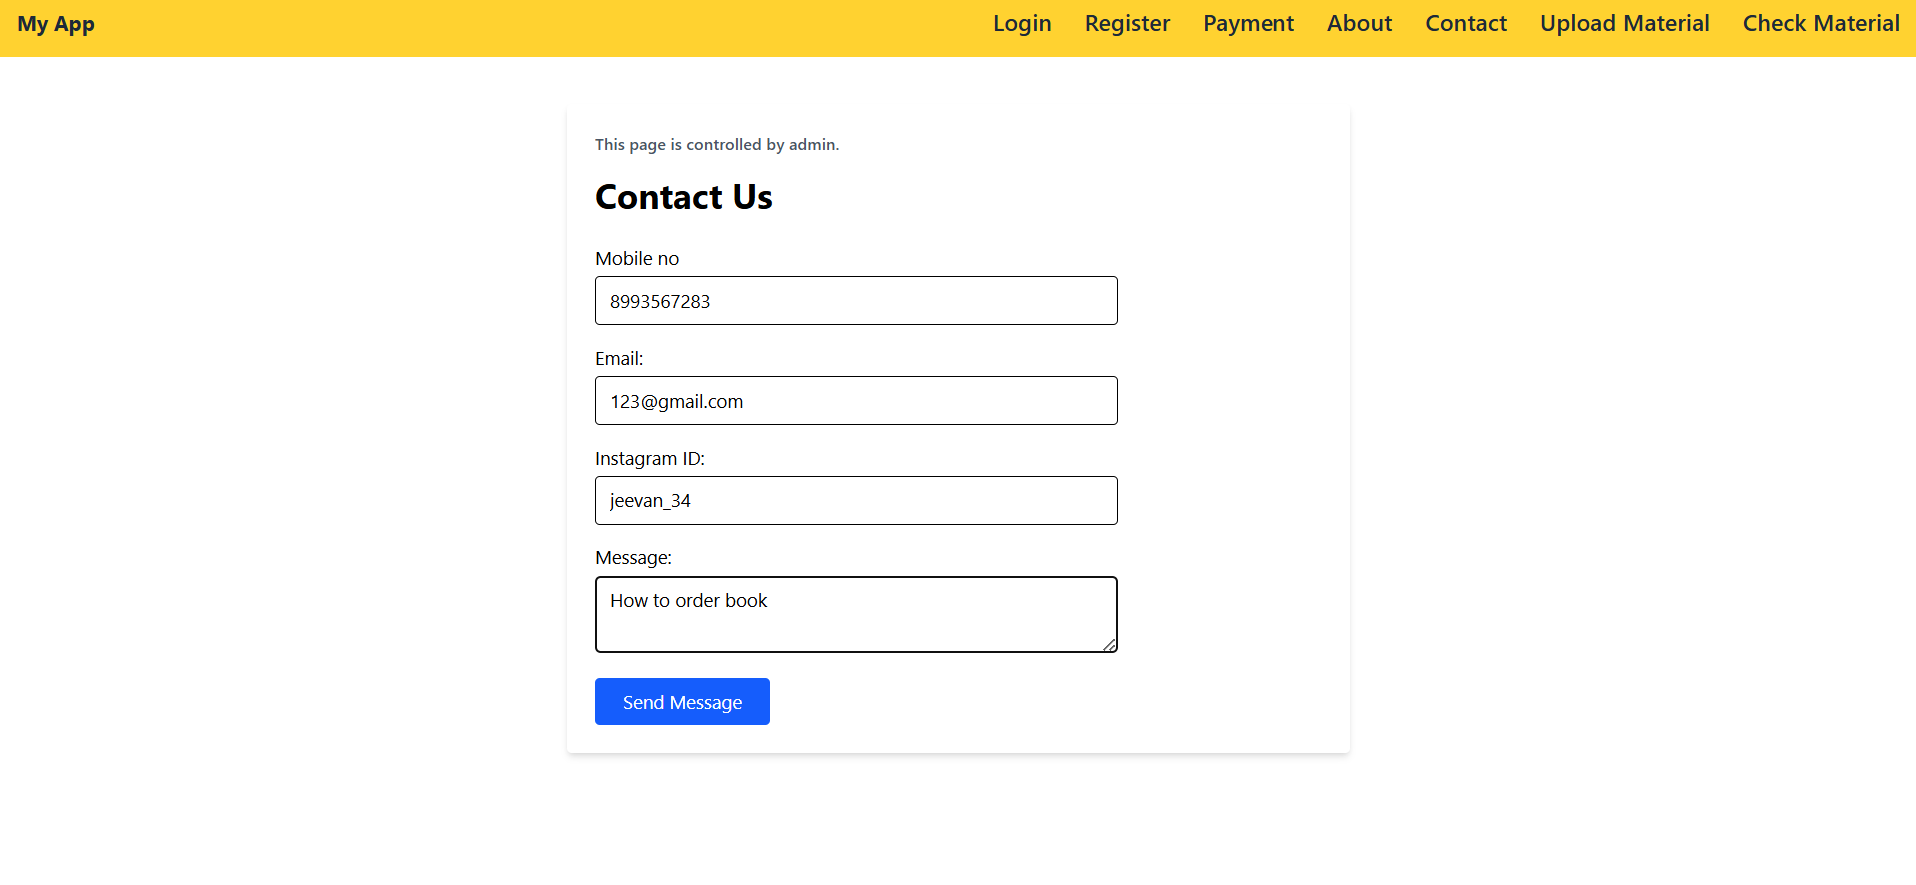 My App Login Register Payment About Contact Upload Material Check Material
This page is controlled by admin.
Contact Us
Mobile no
8993567283
Email:
123@gmail.com
Instagram ID:
jeevan_34
Message:
How to order book
Send Message